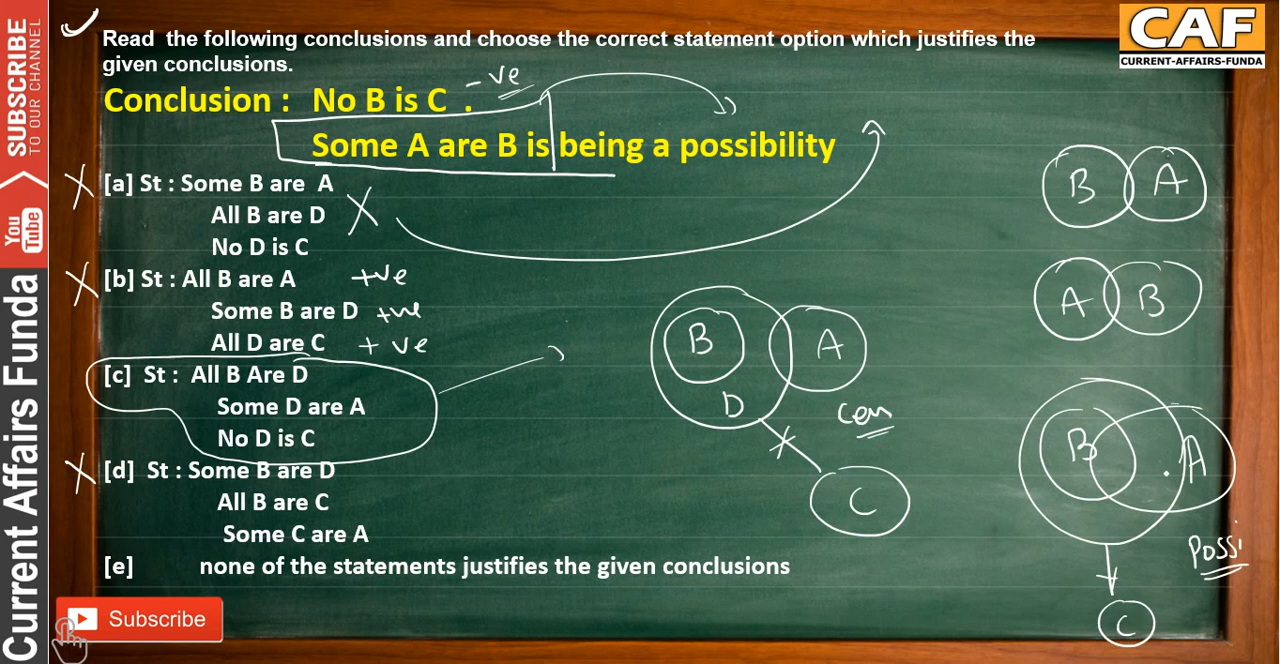 SUBSCRIBE
TO OUR CHANNEL
You
Tube
Current Affairs Funda
CAF
CURRENT-AFFAIRS-FUNDA
Read the following conclusions and choose the correct statement option which justifies the
given conclusions.
-ve
Conclusion : No B is C .
Some A are B is being a possibility
[a] St : Some B are A
All B are D
No D is C
[b] St : All B are A +ve
Some B are D +ve
All D are C +ve
[c] St : All B Are D
Some D are A
No D is C
[d] St : Some B are D
All B are C
Some C are A
[e] none of the statements justifies the given conclusions
Subscribe
B A
A B
B A
D
C
B A
Possi
C